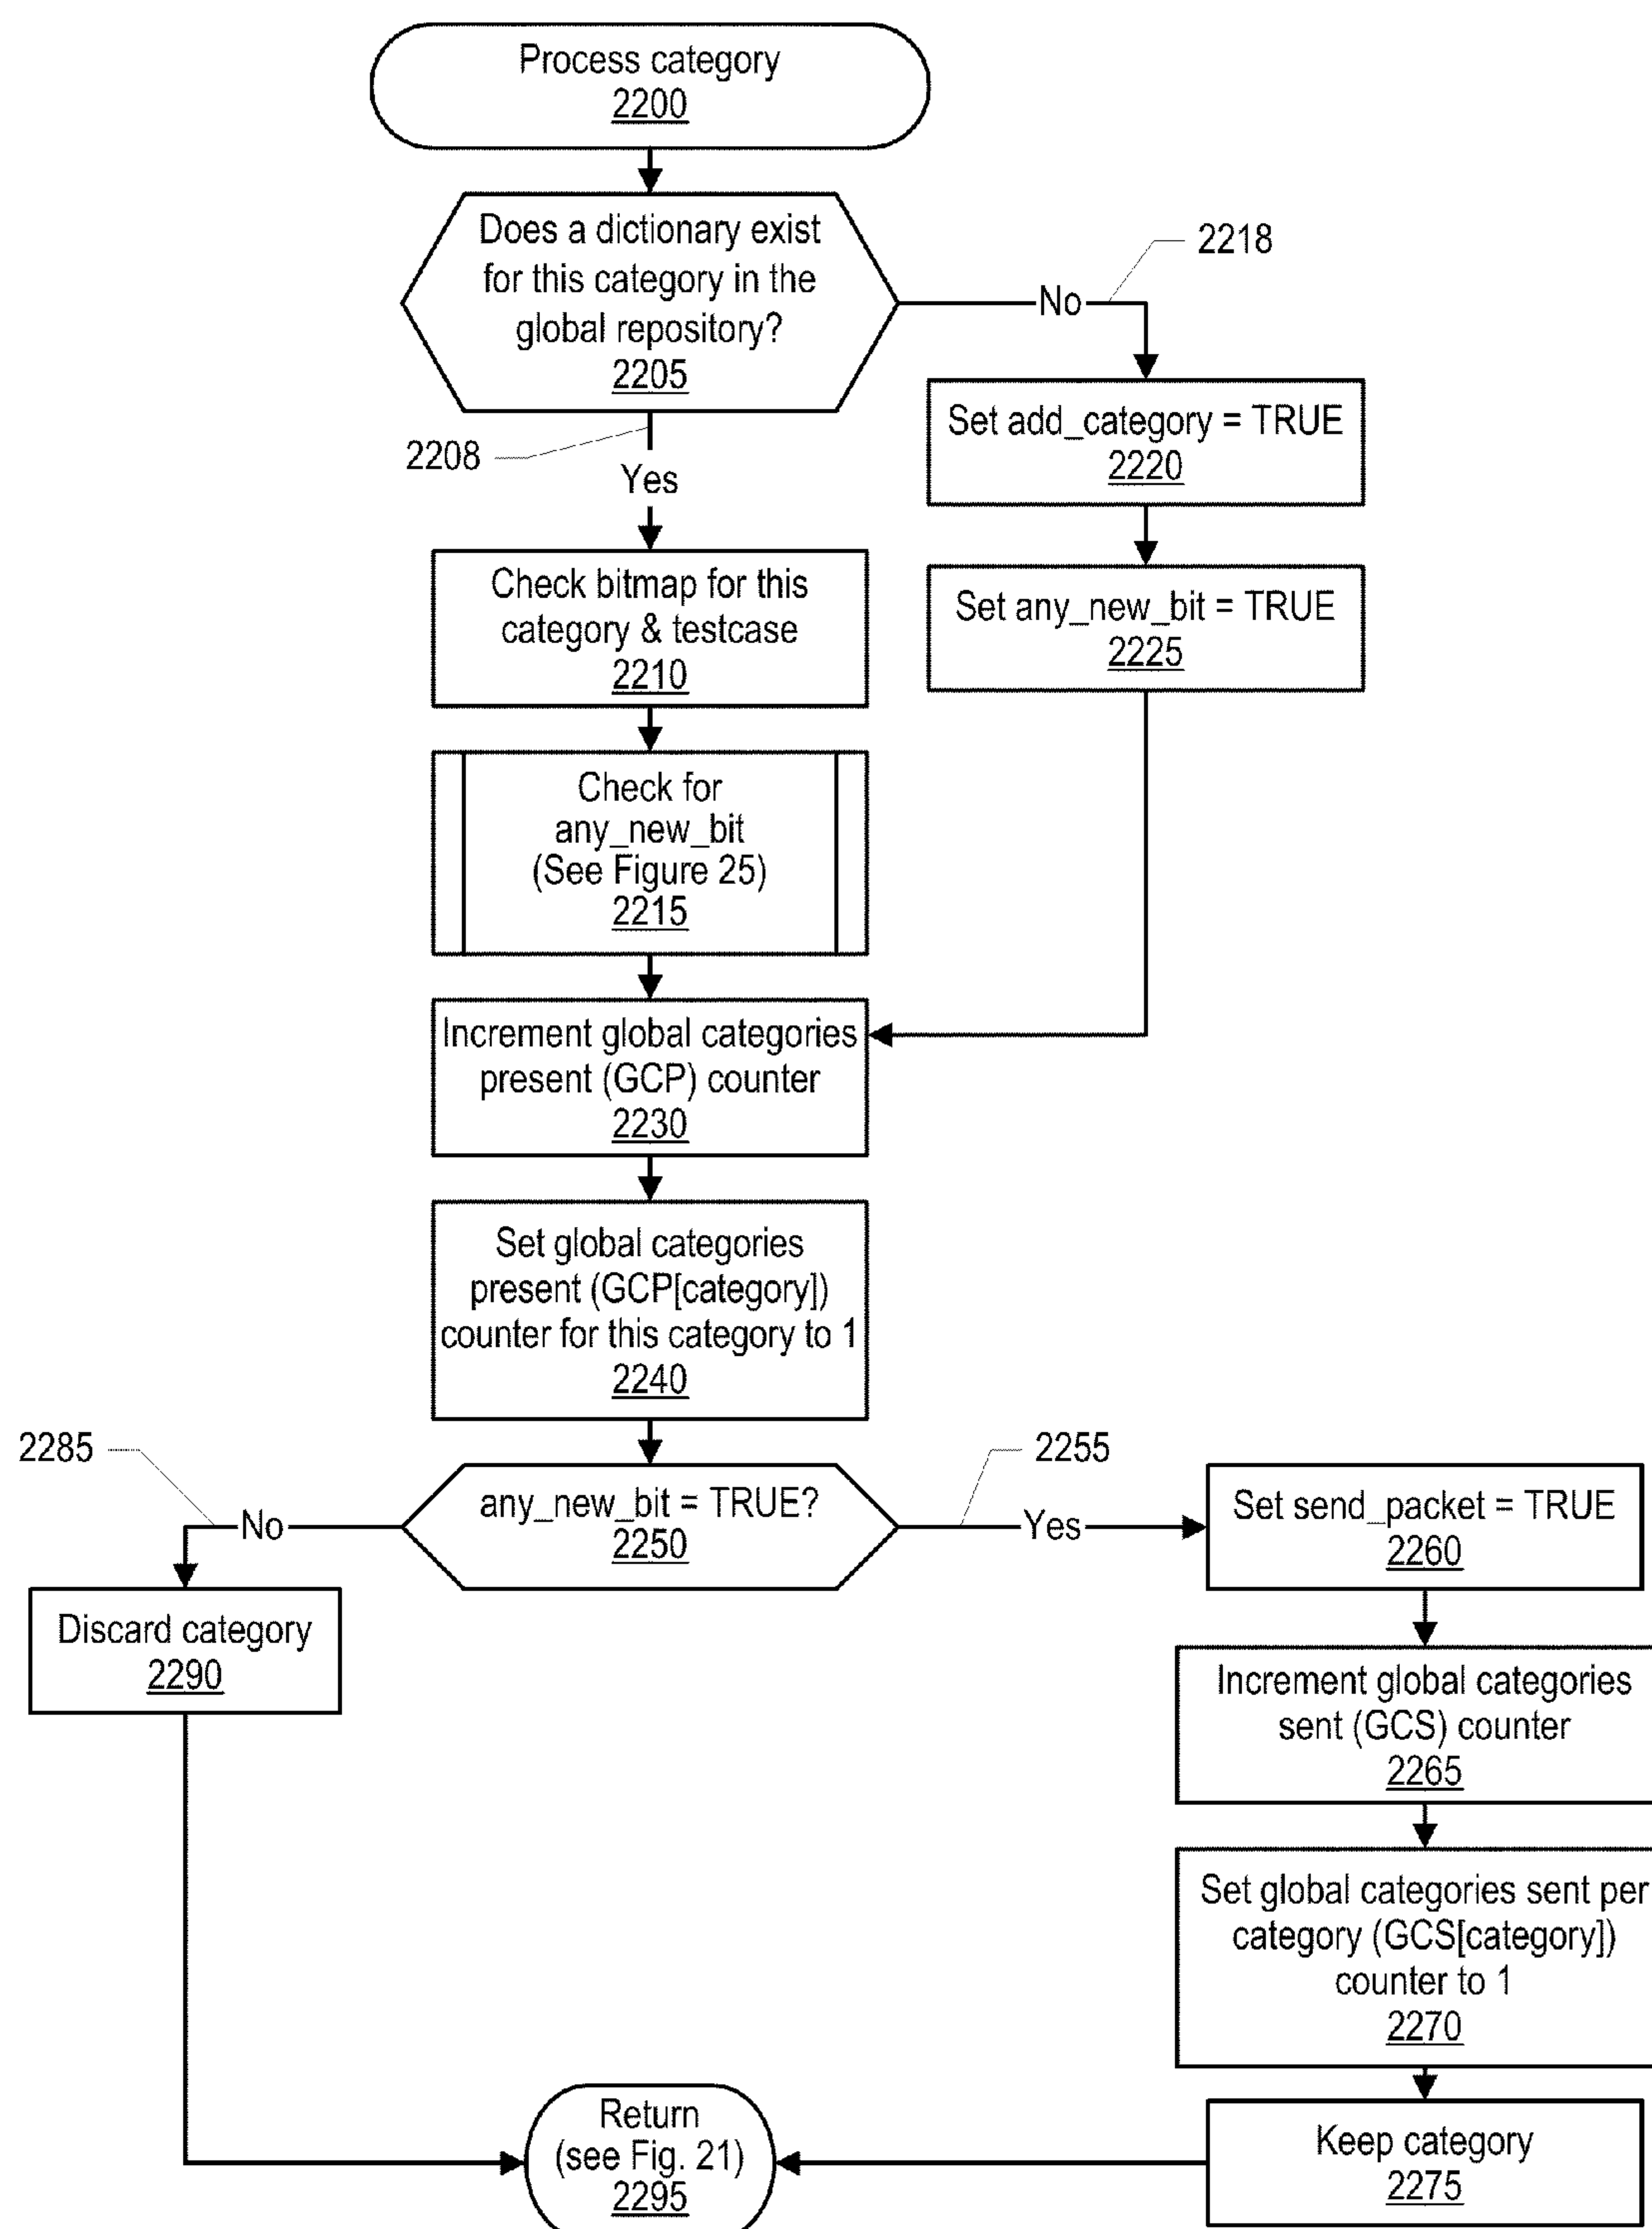 Process category
2200
Does a dictionary exist
for this category in the
global repository?
2205
2218
No
2208
Yes
Set add_category = TRUE
2220
Set any_new_bit = TRUE
2225
Check bitmap for this
category & testcase
2210
Check for
any_new_bit
(See Figure 25)
2215
Increment global categories
present (GCP) counter
2230
Set global categories
present (GCP[category])
counter for this category to 1
2240
2285
No
any_new_bit = TRUE?
2250
2255
Yes
Set send_packet = TRUE
2260
Discard category
2290
Increment global categories
sent (GCS) counter
2265
Set global categories sent per
category (GCS[category])
counter to 1
2270
Keep category
2275
Return
(see Fig. 21)
2295